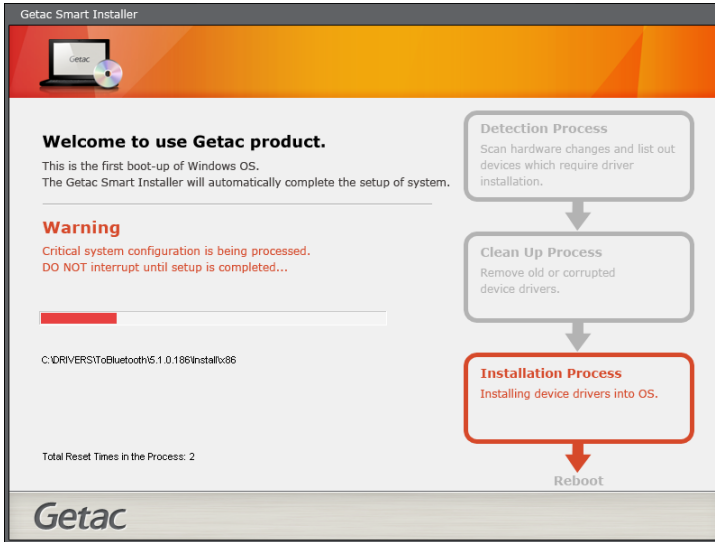 Getac Smart Installer
Getac
Welcome to use Getac product.
This is the first boot-up of Windows OS.
The Getac Smart Installer will automatically complete the setup of system.
Warning
Critical system configuration is being processed.
DO NOT interrupt until setup is completed...
C:\DRIVERS\ToBluetooth\5.1.0.186\Install\x86
Total Reset Times in the Process: 2
Detection Process
Scan hardware changes and list out
devices which require driver
installation.
Clean Up Process
Remove old or corrupted
device drivers.
Installation Process
Installing device drivers into OS.
Reboot
Getac